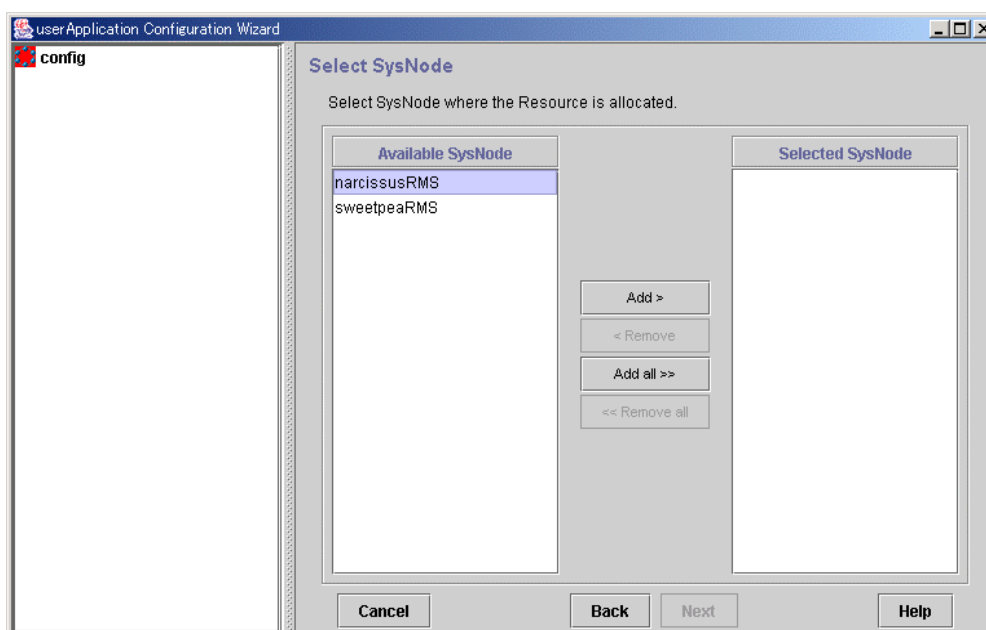 userApplication Configuration Wizard
config
Select SysNode
Select SysNode where the Resource is allocated.
Available SysNode
Selected SysNode
narcissusRMS
sweetpeaRMS
Add >
< Remove
Add all >>
<< Remove all
Cancel
Back
Next
Help